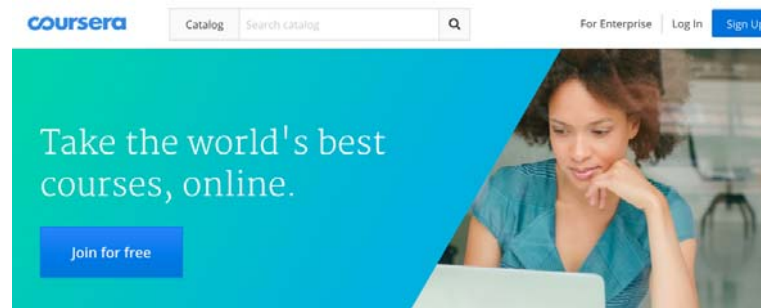 coursera
Catalog Search catalog
For Enterprise Log In Sign Up
Take the world's best
courses, online.
Join for free